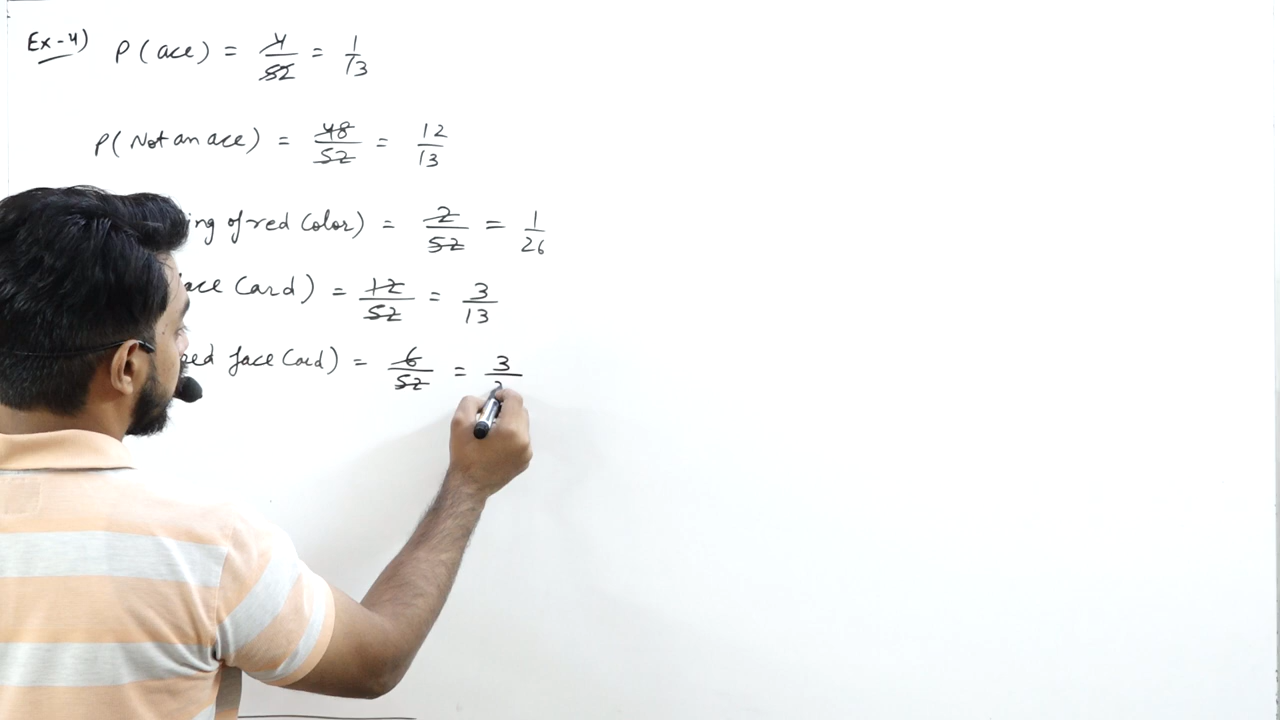 Ex-4) P(ace) = 4/52 = 1/13
P(Not an ace) = 48/52 = 12/13
ing of red Color) = 2/52 = 1/26
ace Card) = 12/52 = 3/13
ed face Card) = 6/52 = 3/